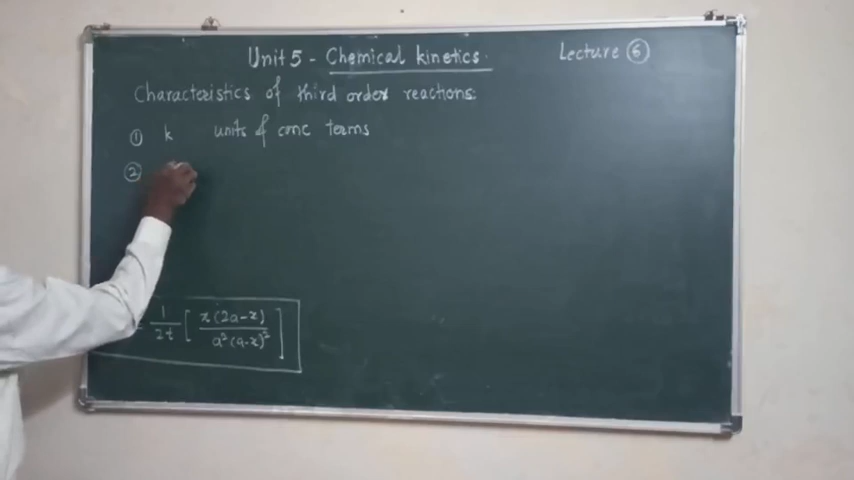 Unit 5 - Chemical kinetics. Lecture 6
Characteristics of third order reactions:
① k units of conc terms
②
= 1/2t [ x(2a-x) / a²(a-x)² ]